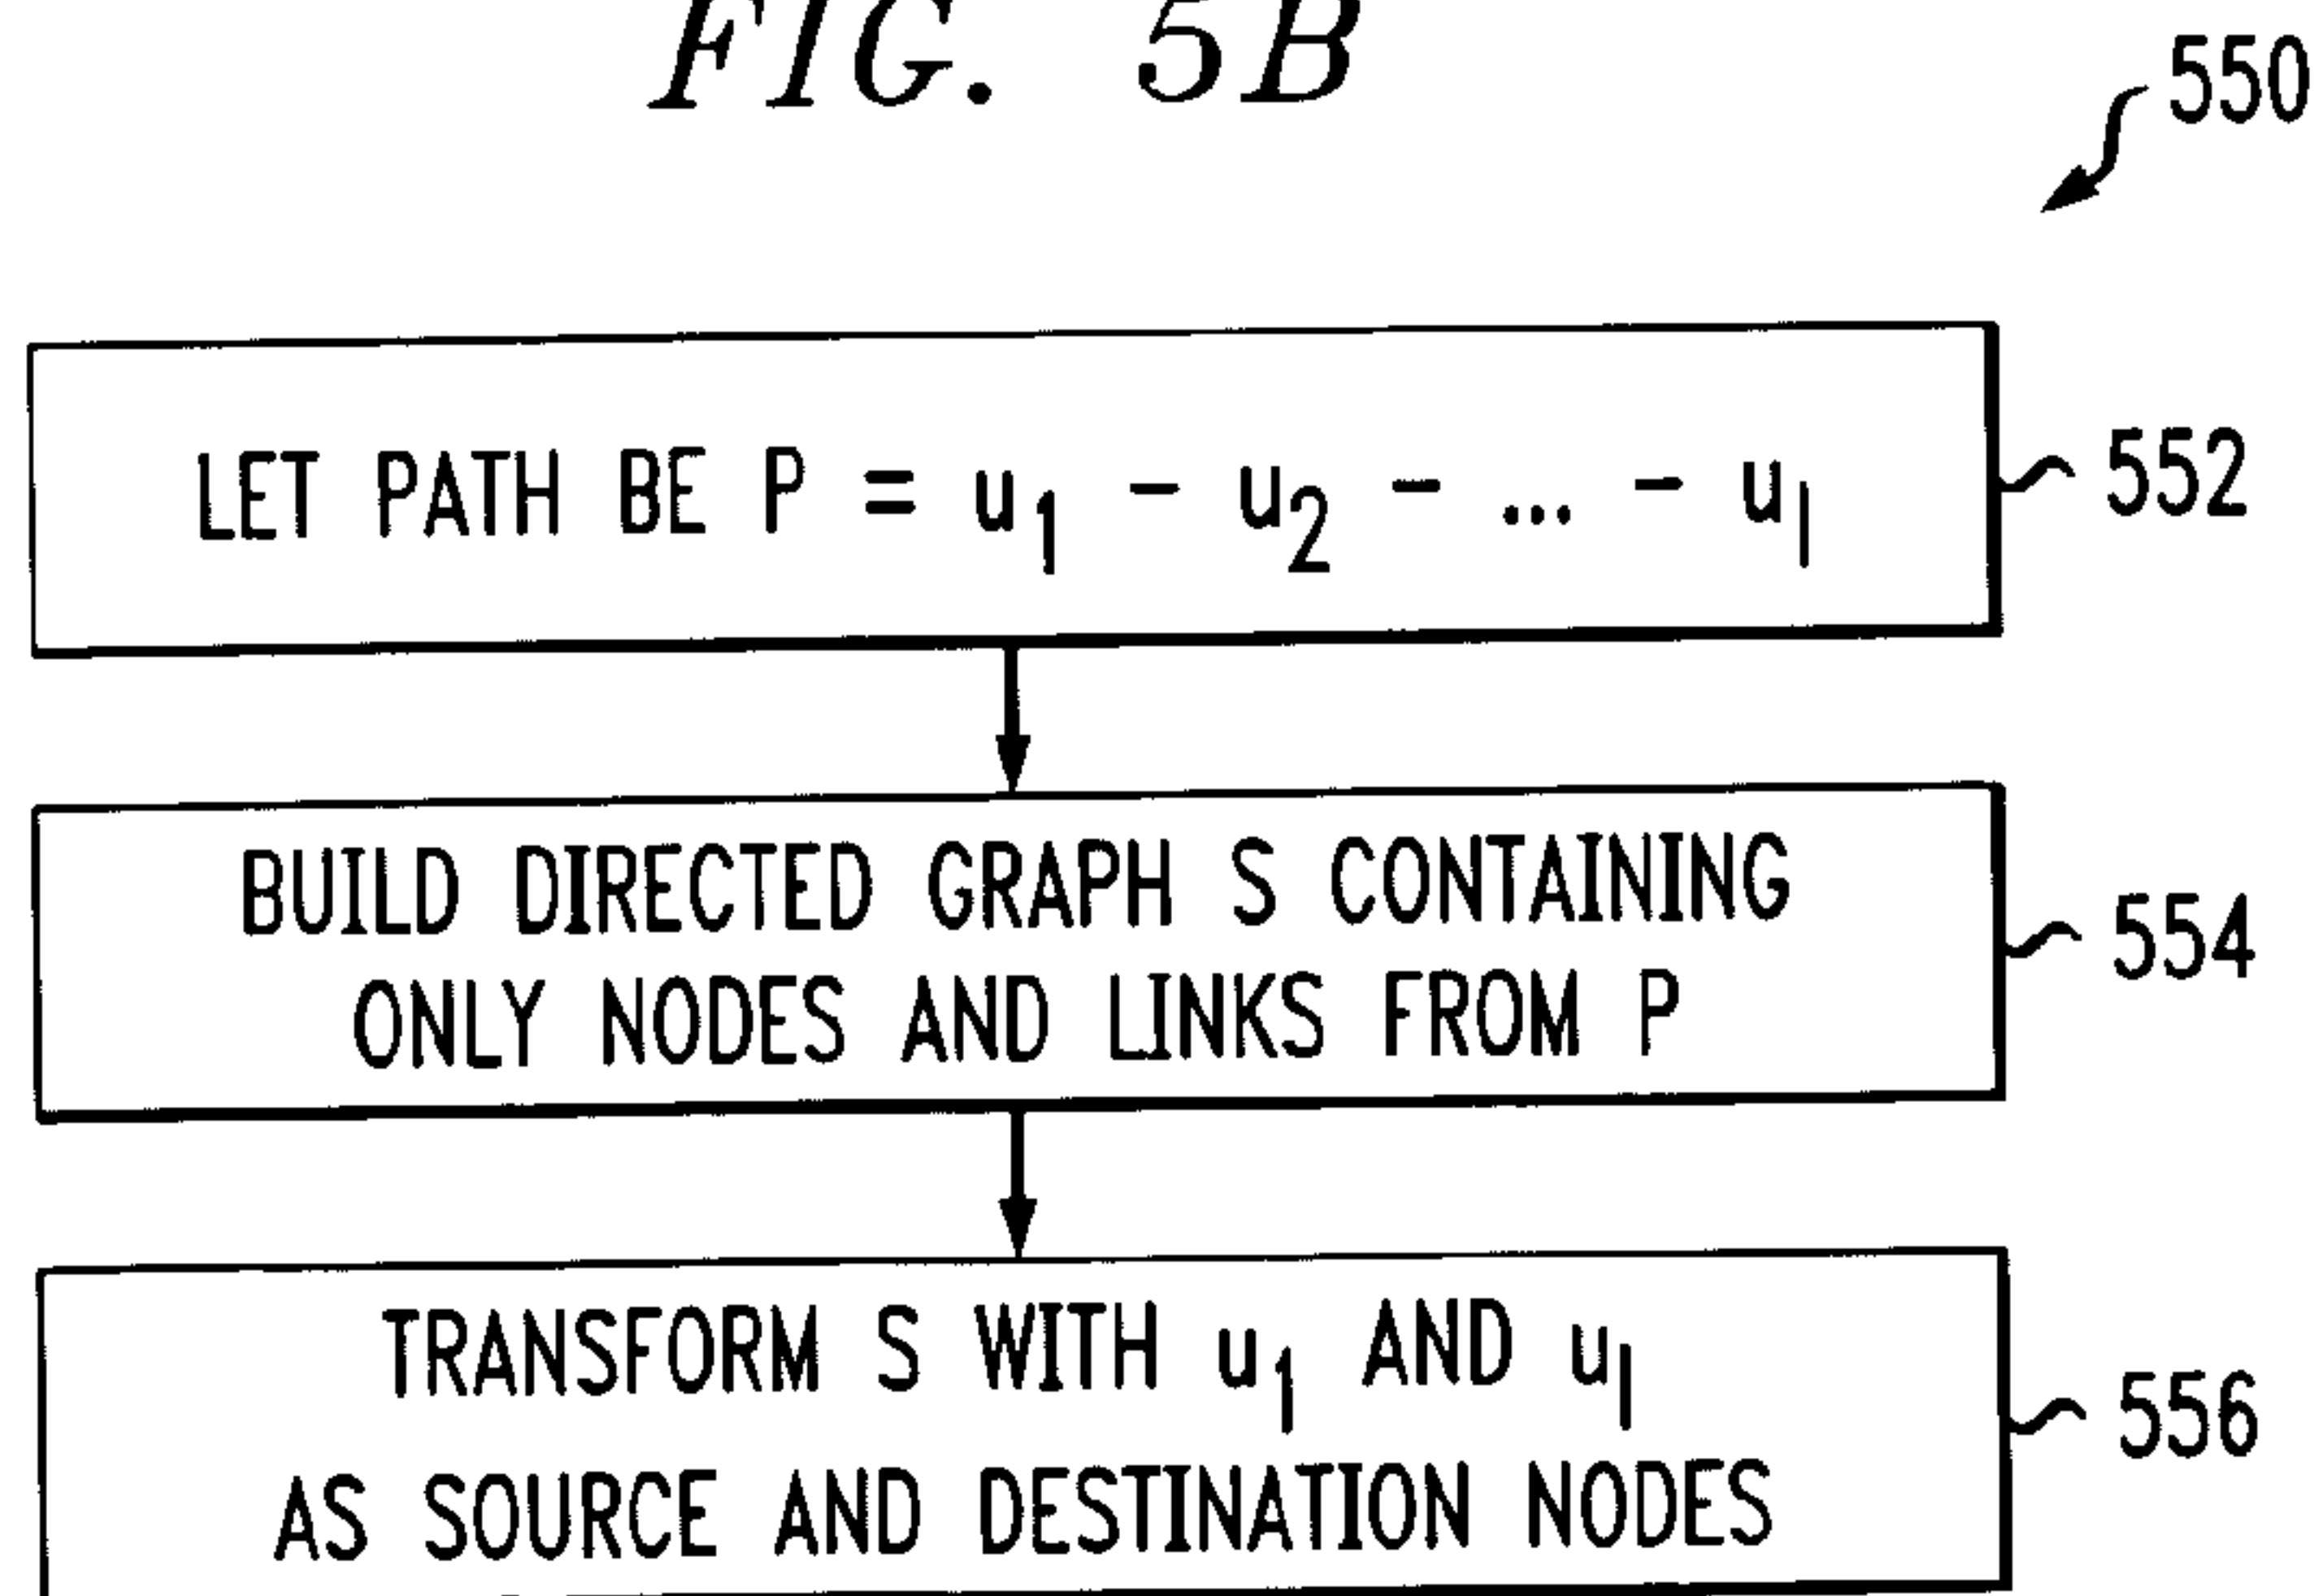 FIG. 5B
550
LET PATH BE P = u₁ - u₂ - ... - uₗ
552
BUILD DIRECTED GRAPH S CONTAINING
ONLY NODES AND LINKS FROM P
554
TRANSFORM S WITH u₁ AND uₗ
AS SOURCE AND DESTINATION NODES
556